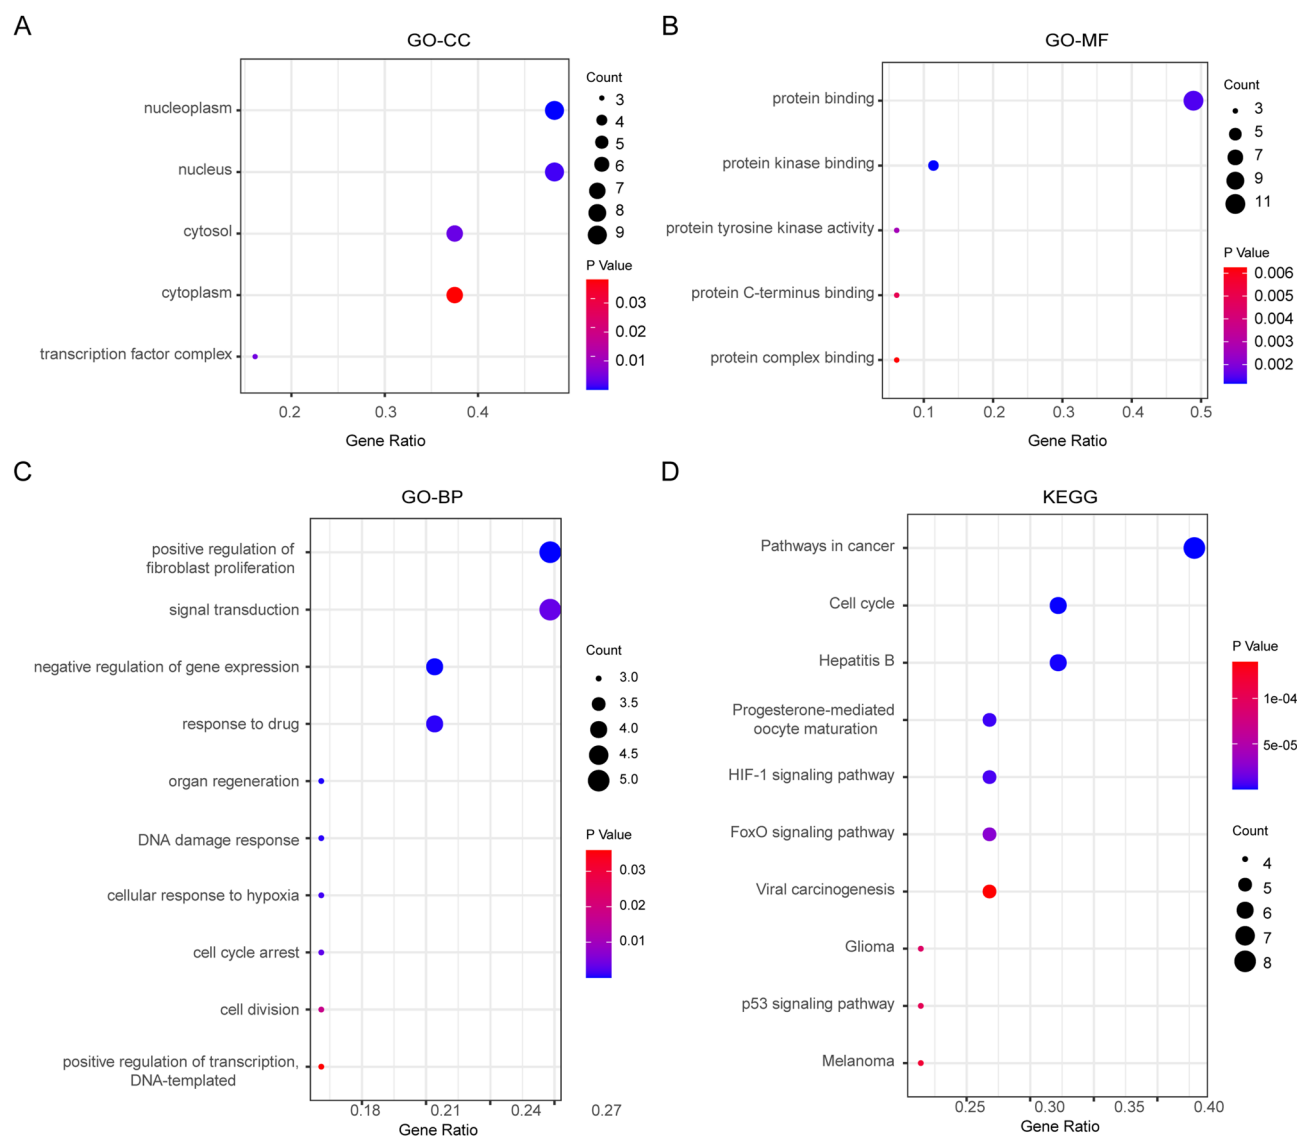 A
GO-CC
nucleoplasm
nucleus
cytosol
cytoplasm
transcription factor complex
0.2
0.3
0.4
Gene Ratio
Count
3
4
5
6
7
8
9
P Value
0.03
0.02
0.01
B
GO-MF
protein binding
protein kinase binding
protein tyrosine kinase activity
protein C-terminus binding
protein complex binding
0.1
0.2
0.3
0.4
0.5
Gene Ratio
Count
3
5
7
9
11
P Value
0.006
0.005
0.004
0.003
0.002
C
GO-BP
positive regulation of
fibroblast proliferation
signal transduction
negative regulation of gene expression
response to drug
organ regeneration
DNA damage response
cellular response to hypoxia
cell cycle arrest
cell division
positive regulation of transcription,
DNA-templated
0.18
0.21
0.24
0.27
Gene Ratio
Count
3.0
3.5
4.0
4.5
5.0
P Value
0.03
0.02
0.01
D
KEGG
Pathways in cancer
Cell cycle
Hepatitis B
Progesterone-mediated
oocyte maturation
HIF-1 signaling pathway
FoxO signaling pathway
Viral carcinogenesis
Glioma
p53 signaling pathway
Melanoma
0.25
0.30
0.35
0.40
Gene Ratio
P Value
1e-04
5e-05
Count
4
5
6
7
8